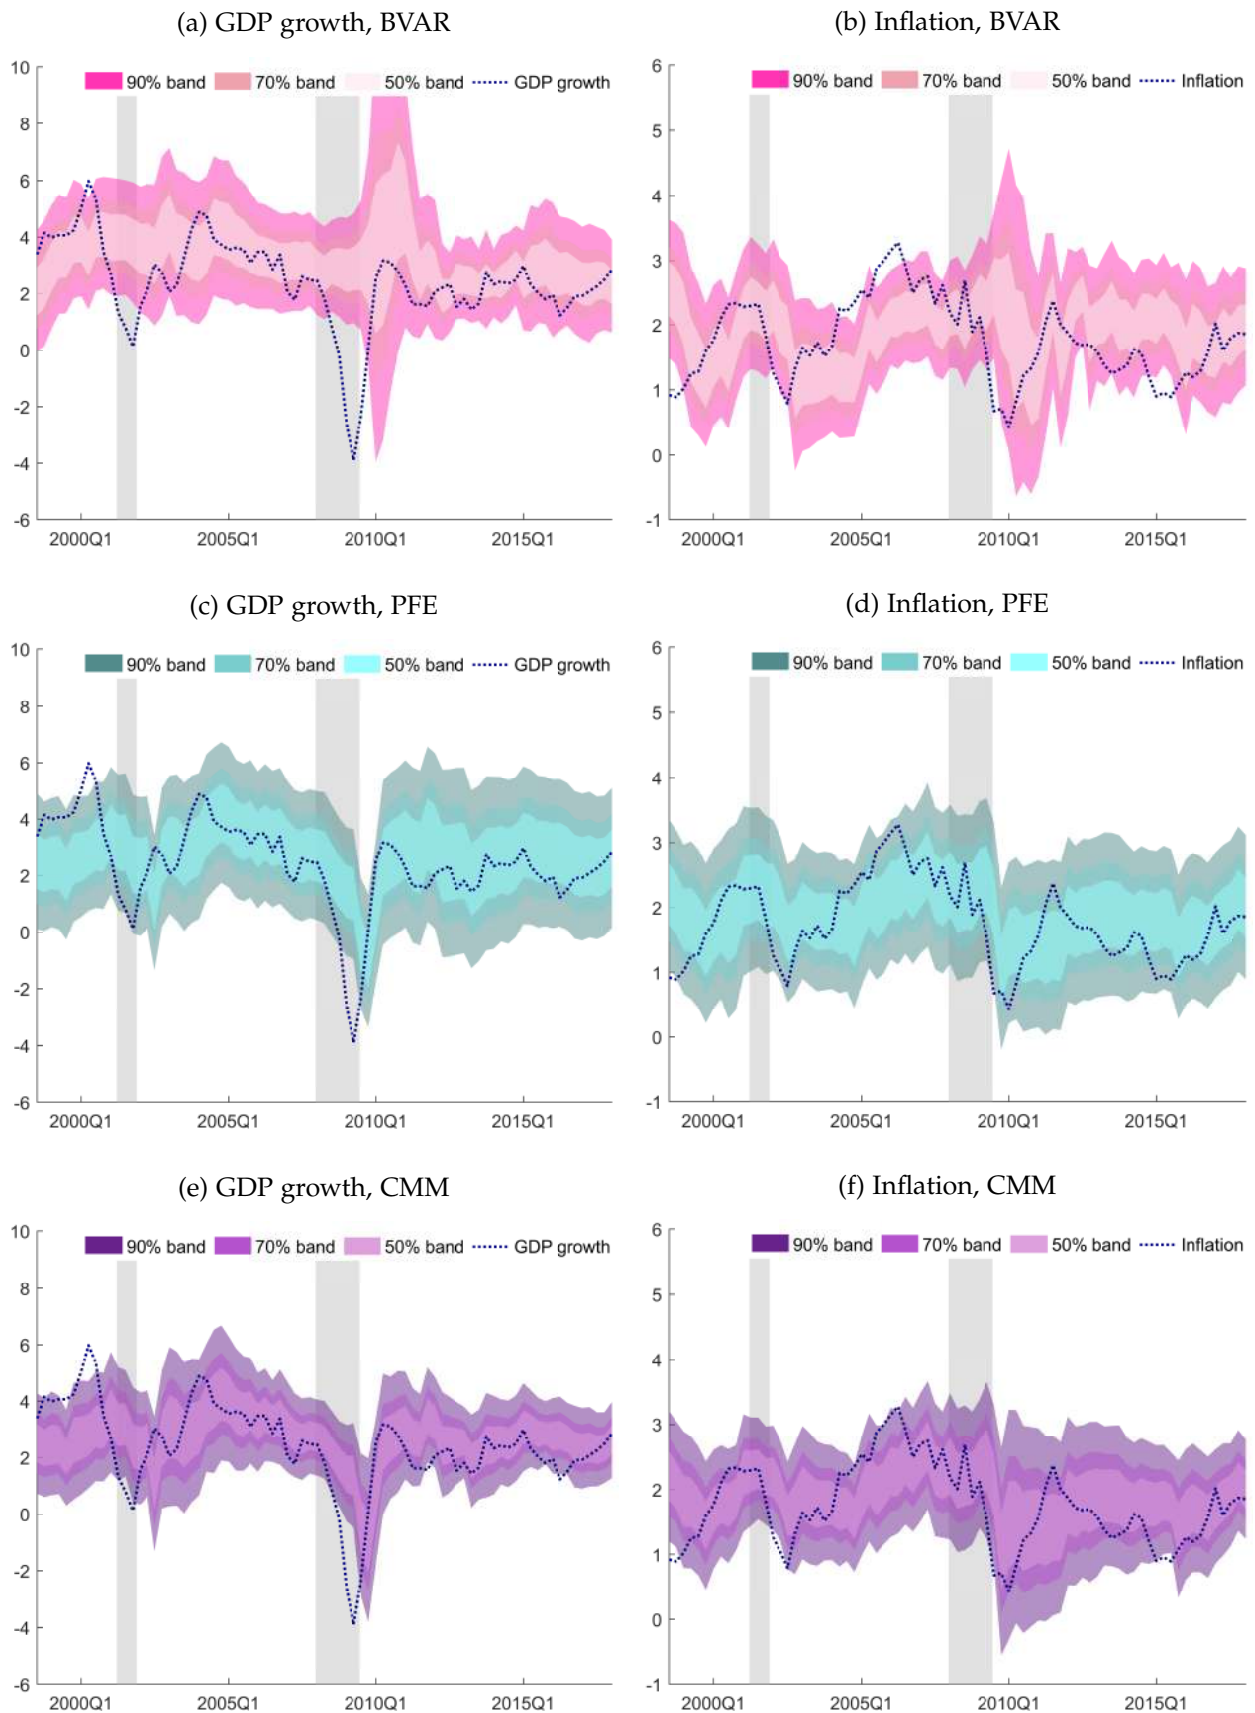 (a) GDP growth, BVAR
90% band 70% band 50% band GDP growth
10
8
6
4
2
0
-2
-4
-6
2000Q1 2005Q1 2010Q1 2015Q1
(b) Inflation, BVAR
90% band 70% band 50% band Inflation
6
5
4
3
2
1
0
-1
2000Q1 2005Q1 2010Q1 2015Q1
(c) GDP growth, PFE
90% band 70% band 50% band GDP growth
10
8
6
4
2
0
-2
-4
-6
2000Q1 2005Q1 2010Q1 2015Q1
(d) Inflation, PFE
90% band 70% band 50% band Inflation
6
5
4
3
2
1
0
-1
2000Q1 2005Q1 2010Q1 2015Q1
(e) GDP growth, CMM
90% band 70% band 50% band GDP growth
10
8
6
4
2
0
-2
-4
-6
2000Q1 2005Q1 2010Q1 2015Q1
(f) Inflation, CMM
90% band 70% band 50% band Inflation
6
5
4
3
2
1
0
-1
2000Q1 2005Q1 2010Q1 2015Q1